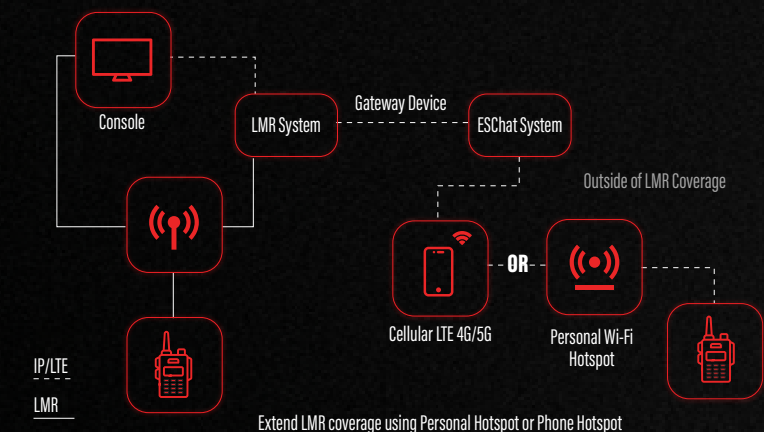 Console
LMR System
Gateway Device
ESChat System
Outside of LMR Coverage
OR
Cellular LTE 4G/5G
Personal Wi-Fi
Hotspot
IP/LTE
LMR
Extend LMR coverage using Personal Hotspot or Phone Hotspot